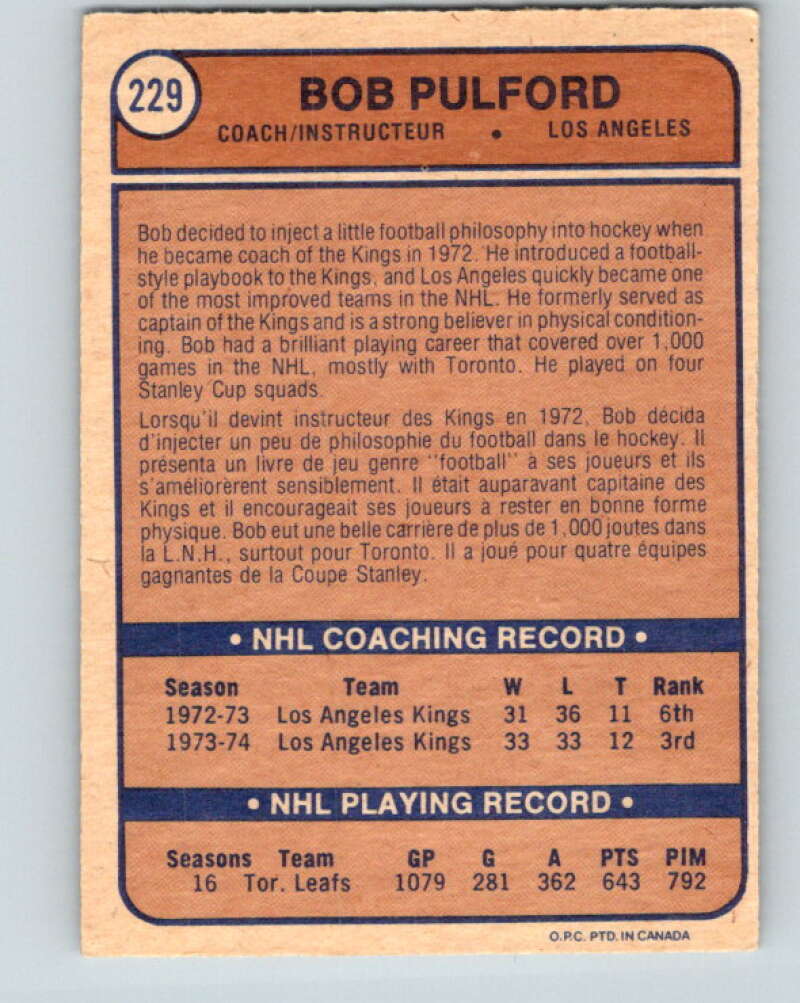 229
BOB PULFORD
COACH/INSTRUCTEUR • LOS ANGELES
Bob decided to inject a little football philosophy into hockey when
he became coach of the Kings in 1972. He introduced a football-
style playbook to the Kings, and Los Angeles quickly became one
of the most improved teams in the NHL. He formerly served as
captain of the Kings and is a strong believer in physical condition-
ing. Bob had a brilliant playing career that covered over 1,000
games in the NHL, mostly with Toronto. He played on four
Stanley Cup squads.
Lorsqu'il devint instructeur des Kings en 1972, Bob décida
d'injecter un peu de philosophie du football dans le hockey. Il
présenta un livre de jeu genre "football" à ses joueurs et ils
s'améliorèrent sensiblement. Il était auparavant capitaine des
Kings et il encourageait ses joueurs à rester en bonne forme
physique. Bob eut une belle carrière de plus de 1,000 joutes dans
la L.N.H., surtout pour Toronto. Il a joué pour quatre équipes
gagnantes de la Coupe Stanley.
• NHL COACHING RECORD •
Season Team W L T Rank
1972-73 Los Angeles Kings 31 36 11 6th
1973-74 Los Angeles Kings 33 33 12 3rd
• NHL PLAYING RECORD •
Seasons Team GP G A PTS PIM
16 Tor. Leafs 1079 281 362 643 792
O.P.C. PTD. IN CANADA